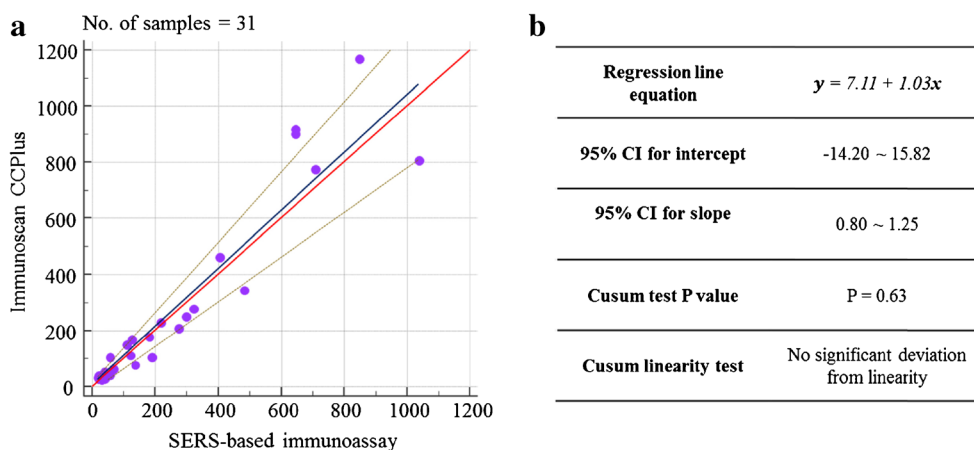 a
No. of samples = 31
1200
1000
800
600
400
200
0
0 200 400 600 800 1000 1200
Immunoscan CCPlus
SERS-based immunoassay
b
Regression line
equation
y = 7.11 + 1.03x
95% CI for intercept
-14.20 ~ 15.82
95% CI for slope
0.80 ~ 1.25
Cusum test P value
P = 0.63
Cusum linearity test
No significant deviation
from linearity